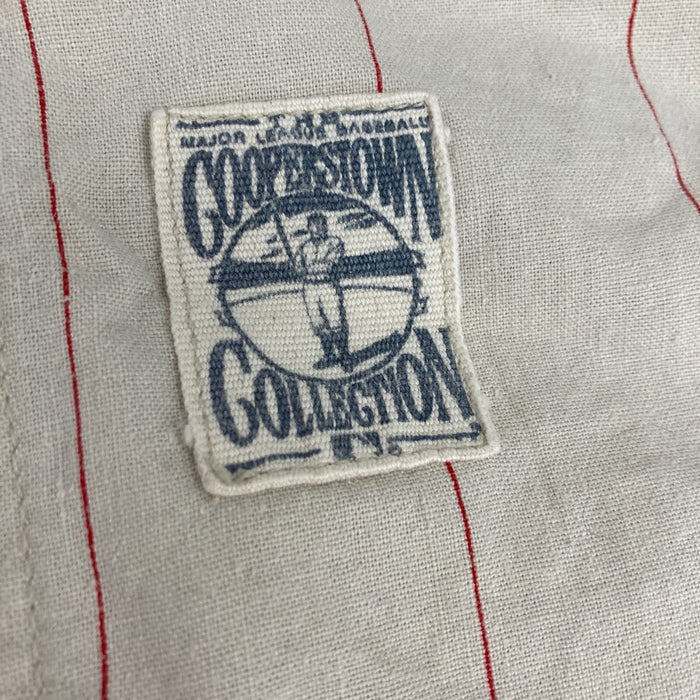 THE
MAJOR LEAGUE BASEBALL
COOPERSTOWN
COLLECTION